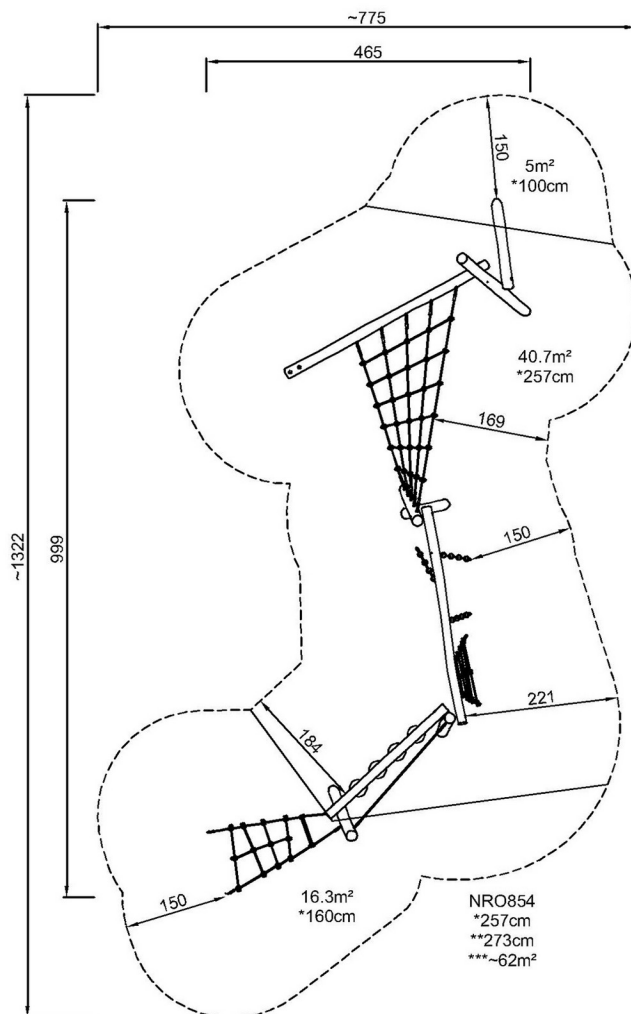 ~775
465
150
5m²
*100cm
40.7m²
*257cm
169
999
~1322
150
221
184
150
16.3m²
*160cm
NRO854
*257cm
**273cm
***~62m²